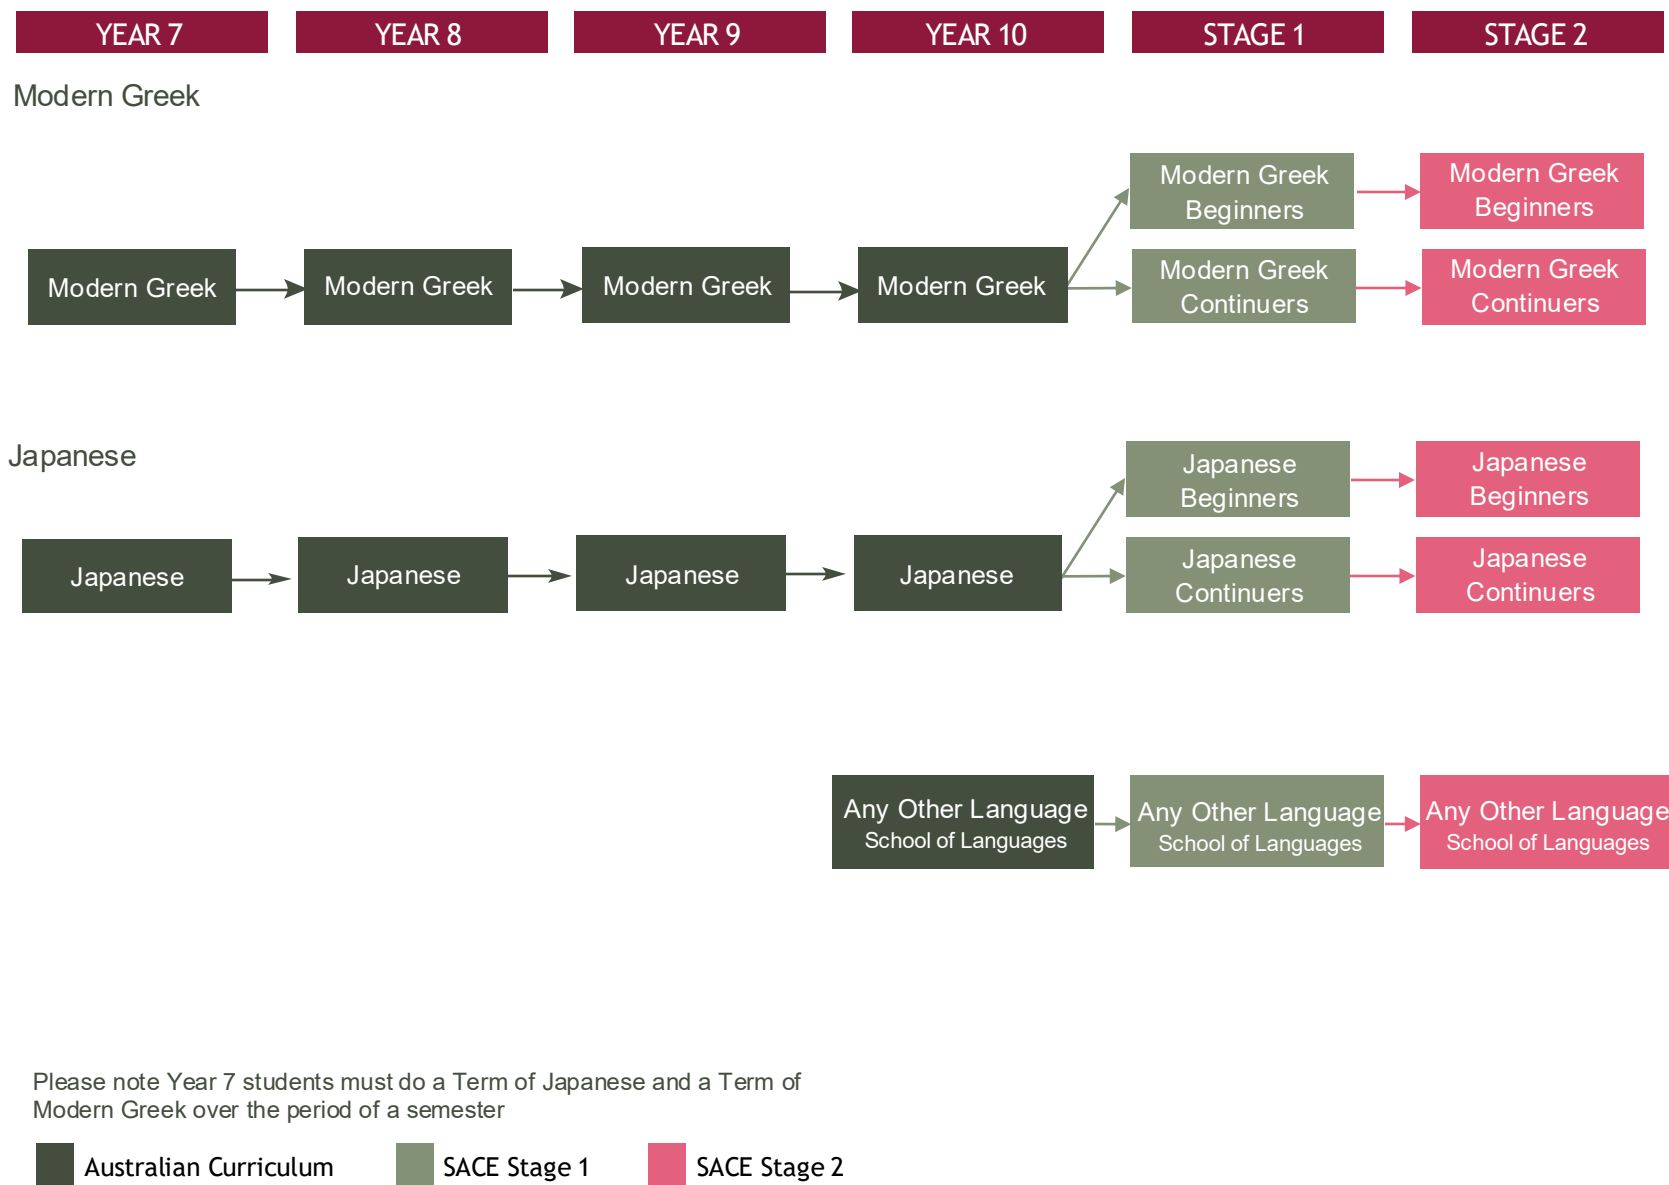 YEAR 7
YEAR 8
YEAR 9
YEAR 10
STAGE 1
STAGE 2
Modern Greek
Modern Greek
Beginners
Modern Greek
Beginners
Modern Greek
Modern Greek
Modern Greek
Modern Greek
Modern Greek
Continuers
Modern Greek
Continuers
Japanese
Japanese
Beginners
Japanese
Beginners
Japanese
Japanese
Japanese
Japanese
Japanese
Continuers
Japanese
Continuers
Any Other Language
School of Languages
Any Other Language
School of Languages
Any Other Language
School of Languages
Please note Year 7 students must do a Term of Japanese and a Term of
Modern Greek over the period of a semester
Australian Curriculum
SACE Stage 1
SACE Stage 2